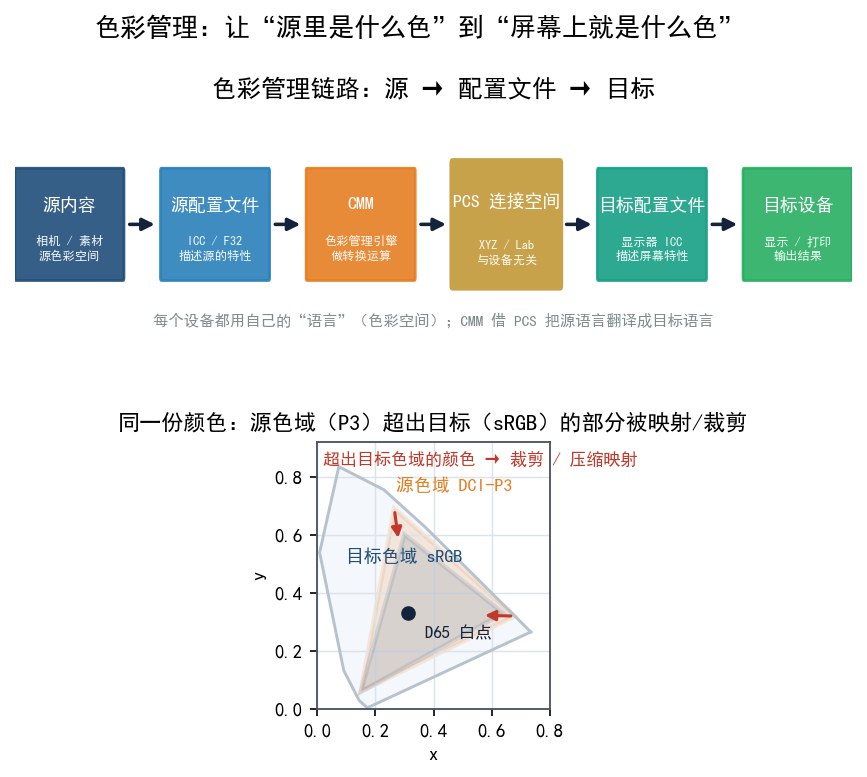 色彩管理：让“源里是什么色”到“屏幕上就是什么色”
色彩管理链路：源 → 配置文件 → 目标
源内容
相机 / 素材
源色彩空间
源配置文件
ICC / F32
描述源的特性
CMM
色彩管理引擎
做转换运算
PCS 连接空间
XYZ / Lab
与设备无关
目标配置文件
显示器 ICC
描述屏幕特性
目标设备
显示 / 打印
输出结果
每个设备都用自己的“语言”（色彩空间）；CMM 借 PCS 把源语言翻译成目标语言
同一份颜色：源色域（P3）超出目标（sRGB）的部分被映射/裁剪
超出目标色域的颜色 → 裁剪 / 压缩映射
源色域 DCI-P3
目标色域 sRGB
D65 白点
0.8
0.6
0.4
0.2
0.0
y
0.0 0.2 0.4 0.6 0.8
x